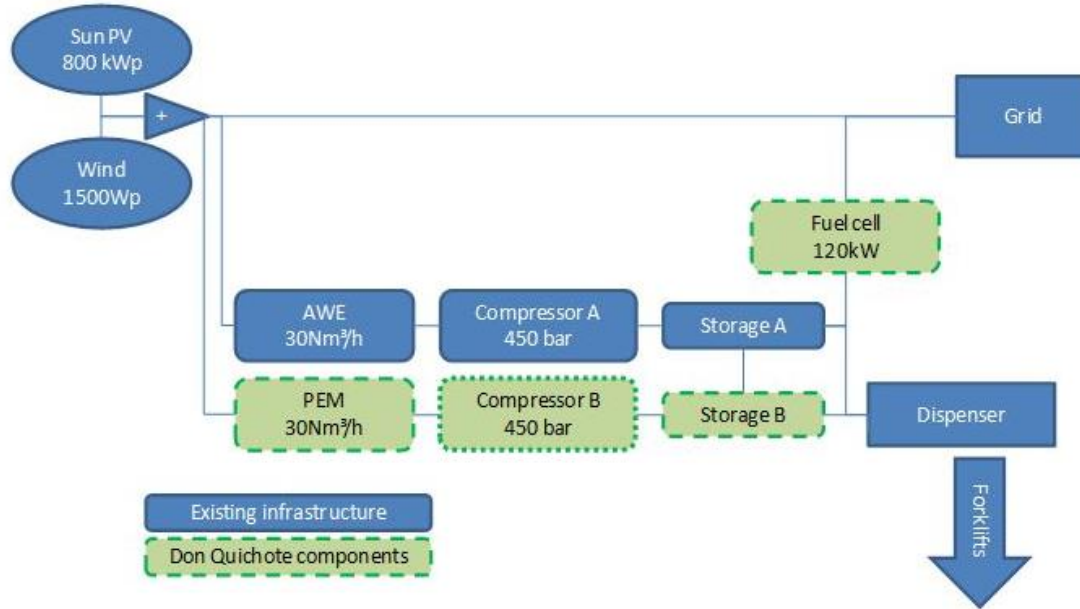 Sun PV
800 kWp
+
Wind
1500Wp
Grid
Fuel cell
120kW
AWE
30Nm³/h
Compressor A
450 bar
Storage A
PEM
30Nm³/h
Compressor B
450 bar
Storage B
Dispenser
Existing infrastructure
Don Quichote components
Forklifts